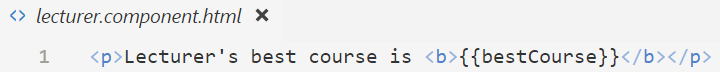 <> lecturer.component.html ×
1 <p>Lecturer's best course is <b>{{bestCourse}}</b></p>